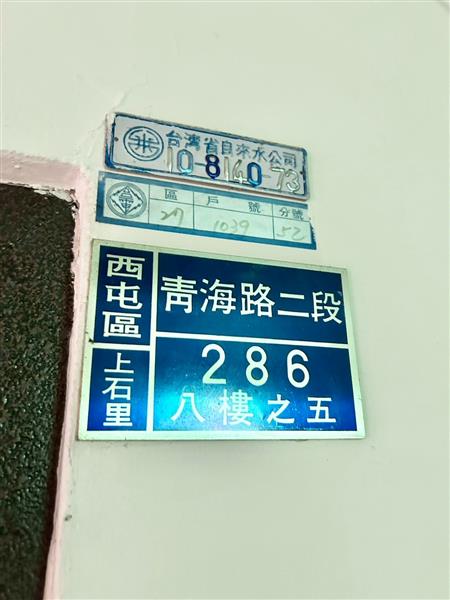 台灣省自來水公司
10-8140-73
區 戶 號 分號
27 1039 52
西屯區
上石里
青海路二段
286
八樓之五